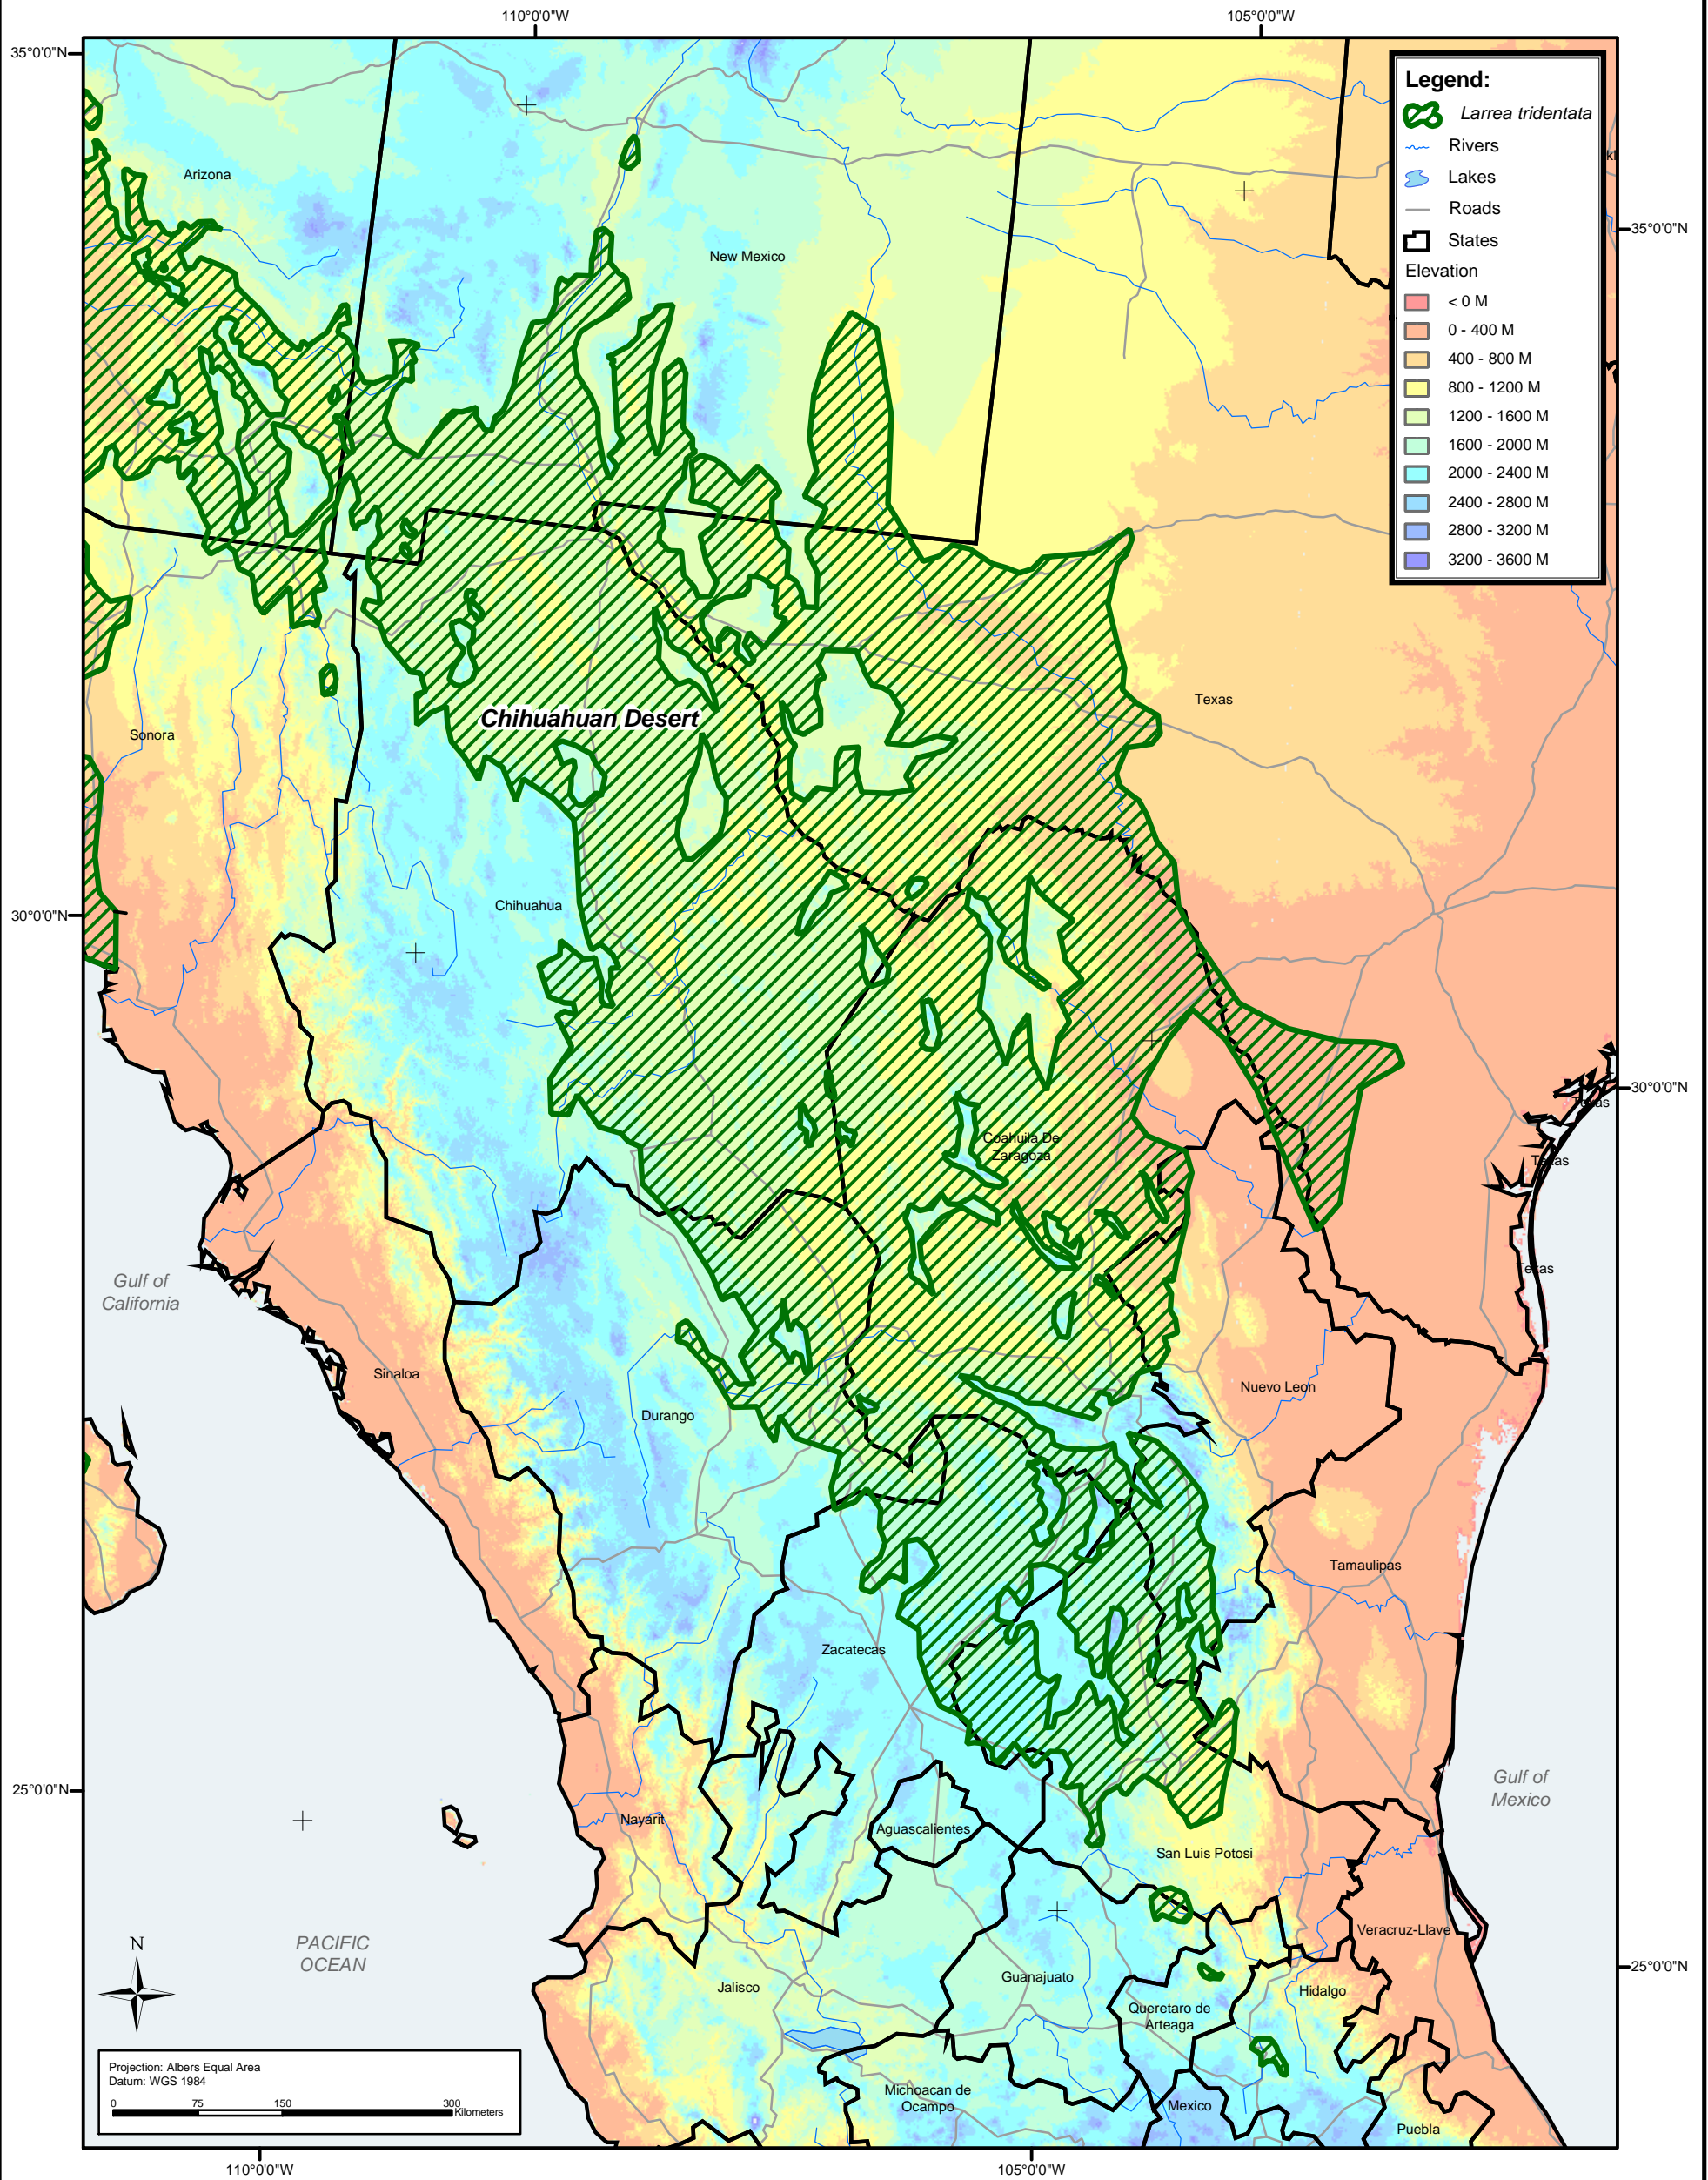 110°0'0"W
105°0'0"W
35°0'0"N
Legend:
Larrea tridentata
Rivers
Lakes
Roads
States
Elevation
< 0 M
0 - 400 M
400 - 800 M
800 - 1200 M
1200 - 1600 M
1600 - 2000 M
2000 - 2400 M
2400 - 2800 M
2800 - 3200 M
3200 - 3600 M
Arizona
35°0'0"N
New Mexico
Texas
Chihuahuan Desert
Sonora
Chihuahua
30°0'0"N
30°0'0"N
Texas
Coahuila De
Zaragoza
Texas
Texas
Gulf of
California
Sinaloa
Nuevo Leon
Durango
Tamaulipas
Zacatecas
25°0'0"N
Gulf of
Mexico
Nayarit
Aguascalientes
San Luis Potosi
Veracruz-Llave
N
PACIFIC
OCEAN
25°0'0"N
Guanajuato
Jalisco
Hidalgo
Queretaro de
Arteaga
Projection: Albers Equal Area
Datum: WGS 1984
0 75 150 300
Kilometers
Michoacan de
Ocampo
Mexico
Puebla
110°0'0"W
105°0'0"W